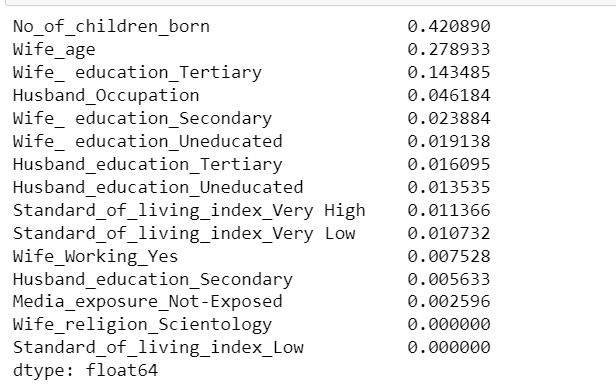 No_of_children_born 0.420890
Wife_age 0.278933
Wife_ education_Tertiary 0.143485
Husband_Occupation 0.046184
Wife_ education_Secondary 0.023884
Wife_ education_Uneducated 0.019138
Husband_education_Tertiary 0.016095
Husband_education_Uneducated 0.013535
Standard_of_living_index_Very High 0.011366
Standard_of_living_index_Very Low 0.010732
Wife_Working_Yes 0.007528
Husband_education_Secondary 0.005633
Media_exposure_Not-Exposed 0.002596
Wife_religion_Scientology 0.000000
Standard_of_living_index_Low 0.000000
dtype: float64